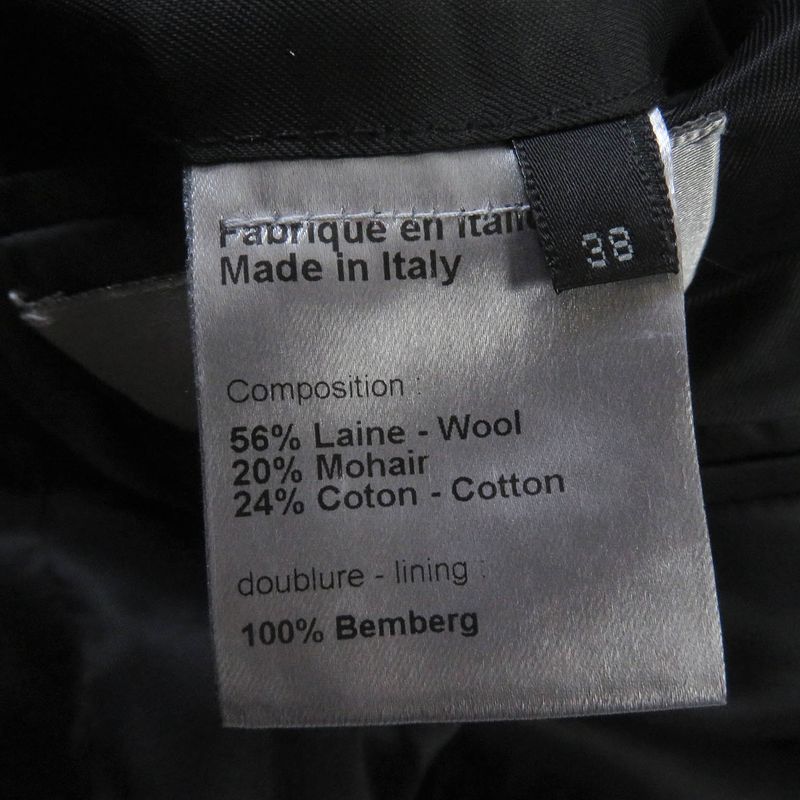 Fabriqué en Italie
Made in Italy
38
Composition :
56% Laine - Wool
20% Mohair
24% Coton - Cotton
doublure - lining :
100% Bemberg